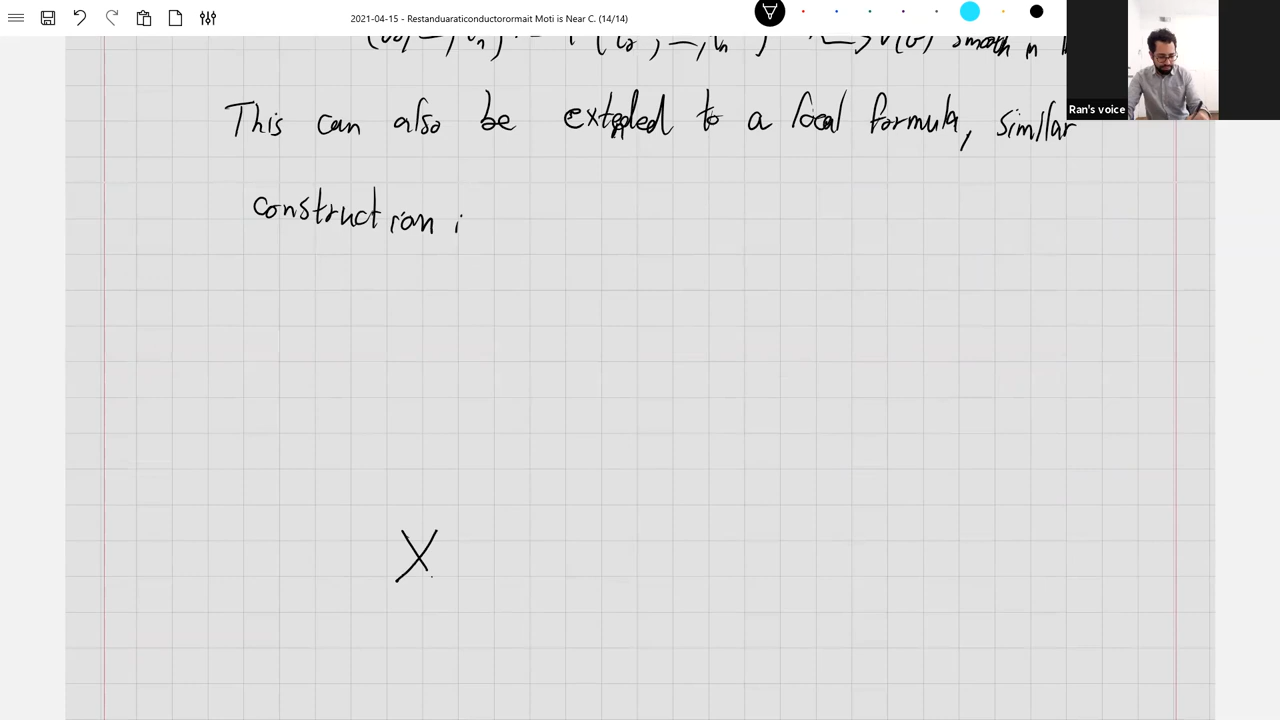 2021-04-15 - Restanduaraticonductorormait Moti is Near C. (14/14)
Ran's voice
This can also be extended to a local formula, similar
construction i
X